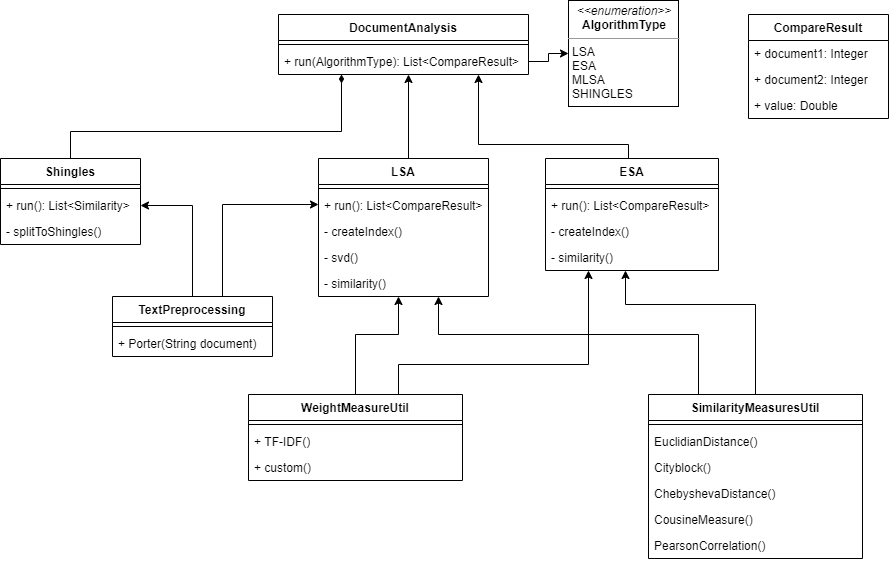 DocumentAnalysis
+ run(AlgorithmType): List<CompareResult>
<<enumeration>>
AlgorithmType
LSA
ESA
MLSA
SHINGLES
CompareResult
+ document1: Integer
+ document2: Integer
+ value: Double
Shingles
+ run(): List<Similarity>
- splitToShingles()
LSA
+ run(): List<CompareResult>
- createIndex()
- svd()
- similarity()
ESA
+ run(): List<CompareResult>
- createIndex()
- similarity()
TextPreprocessing
+ Porter(String document)
WeightMeasureUtil
+ TF-IDF()
+ custom()
SimilarityMeasuresUtil
EuclidianDistance()
Cityblock()
ChebyshevaDistance()
CousineMeasure()
PearsonCorrelation()